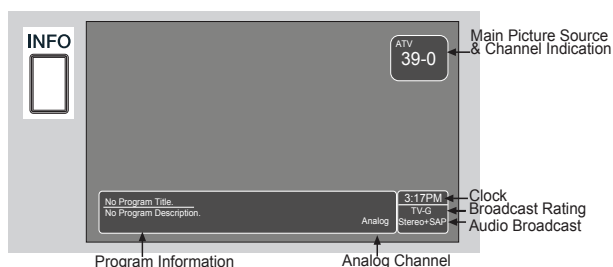 INFO
ATV
39-0
Main Picture Source
& Channel Indication
No Program Title.
No Program Description.
Analog
3:17PM
TV-G
Stereo+SAP
Clock
Broadcast Rating
Audio Broadcast
Program Information
Analog Channel